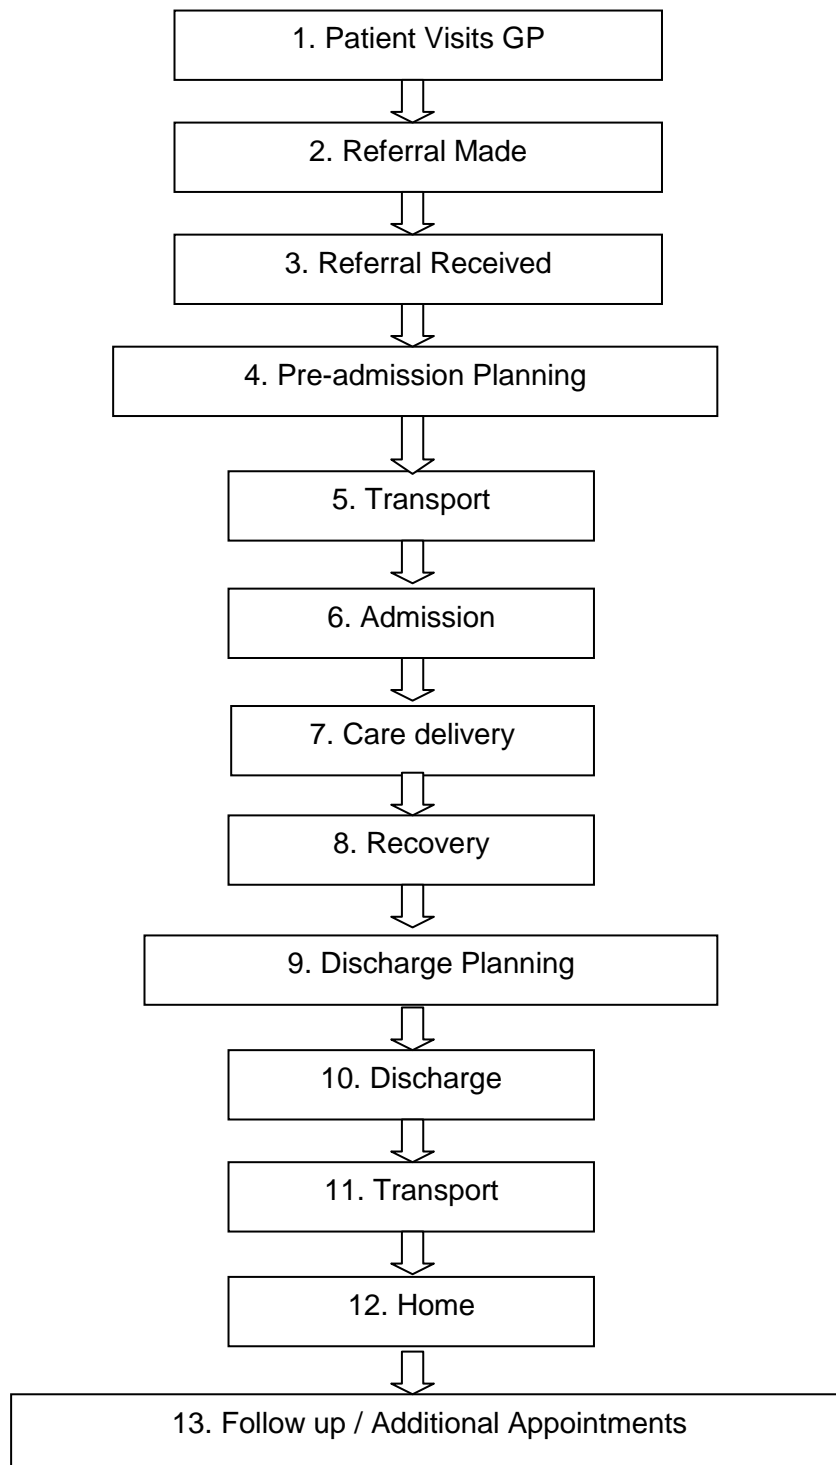 1. Patient Visits GP
2. Referral Made
3. Referral Received
4. Pre-admission Planning
5. Transport
6. Admission
7. Care delivery
8. Recovery
9. Discharge Planning
10. Discharge
11. Transport
12. Home
13. Follow up / Additional Appointments